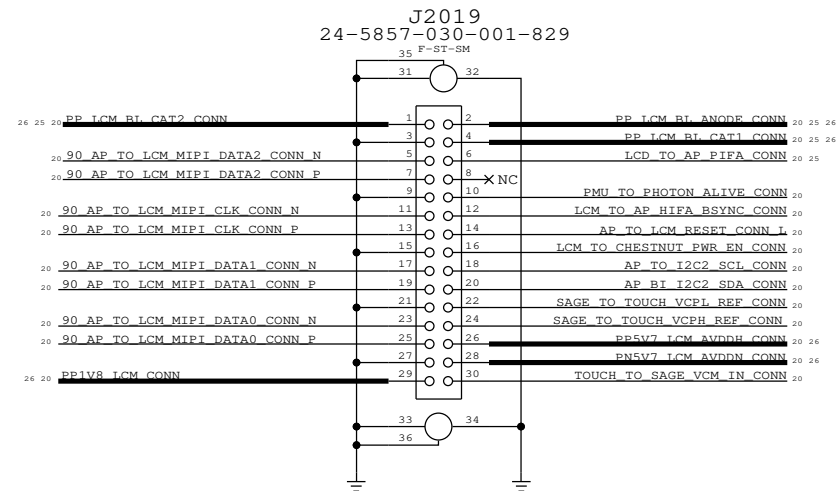 J2019
24-5857-030-001-829
F-ST-SM
35
31 32
26 25 20 PP_LCM_BL_CAT2_CONN 1 2 PP_LCM_BL_ANODE_CONN 20 25 26
3 4 PP_LCM_BL_CAT1_CONN 20 25 26
20 90_AP_TO_LCM_MIPI_DATA2_CONN_N 5 6 LCD_TO_AP_PIFA_CONN 20 25
20 90_AP_TO_LCM_MIPI_DATA2_CONN_P 7 8 NC
9 10 PMU_TO_PHOTON_ALIVE_CONN 20
20 90_AP_TO_LCM_MIPI_CLK_CONN_N 11 12 LCM_TO_AP_HIFA_BSYNC_CONN 20
20 90_AP_TO_LCM_MIPI_CLK_CONN_P 13 14 AP_TO_LCM_RESET_CONN_L 20
15 16 LCM_TO_CHESTNUT_PWR_EN_CONN 20
20 90_AP_TO_LCM_MIPI_DATA1_CONN_N 17 18 AP_TO_I2C2_SCL_CONN 20
20 90_AP_TO_LCM_MIPI_DATA1_CONN_P 19 20 AP_BI_I2C2_SDA_CONN 20
21 22 SAGE_TO_TOUCH_VCPL_REF_CONN 20
20 90_AP_TO_LCM_MIPI_DATA0_CONN_N 23 24 SAGE_TO_TOUCH_VCPH_REF_CONN 20
20 90_AP_TO_LCM_MIPI_DATA0_CONN_P 25 26 PP5V7_LCM_AVDDH_CONN 20 26
27 28 PN5V7_LCM_AVDDN_CONN 20 26
26 20 PP1V8_LCM_CONN 29 30 TOUCH_TO_SAGE_VCM_IN_CONN 20
33 34
36